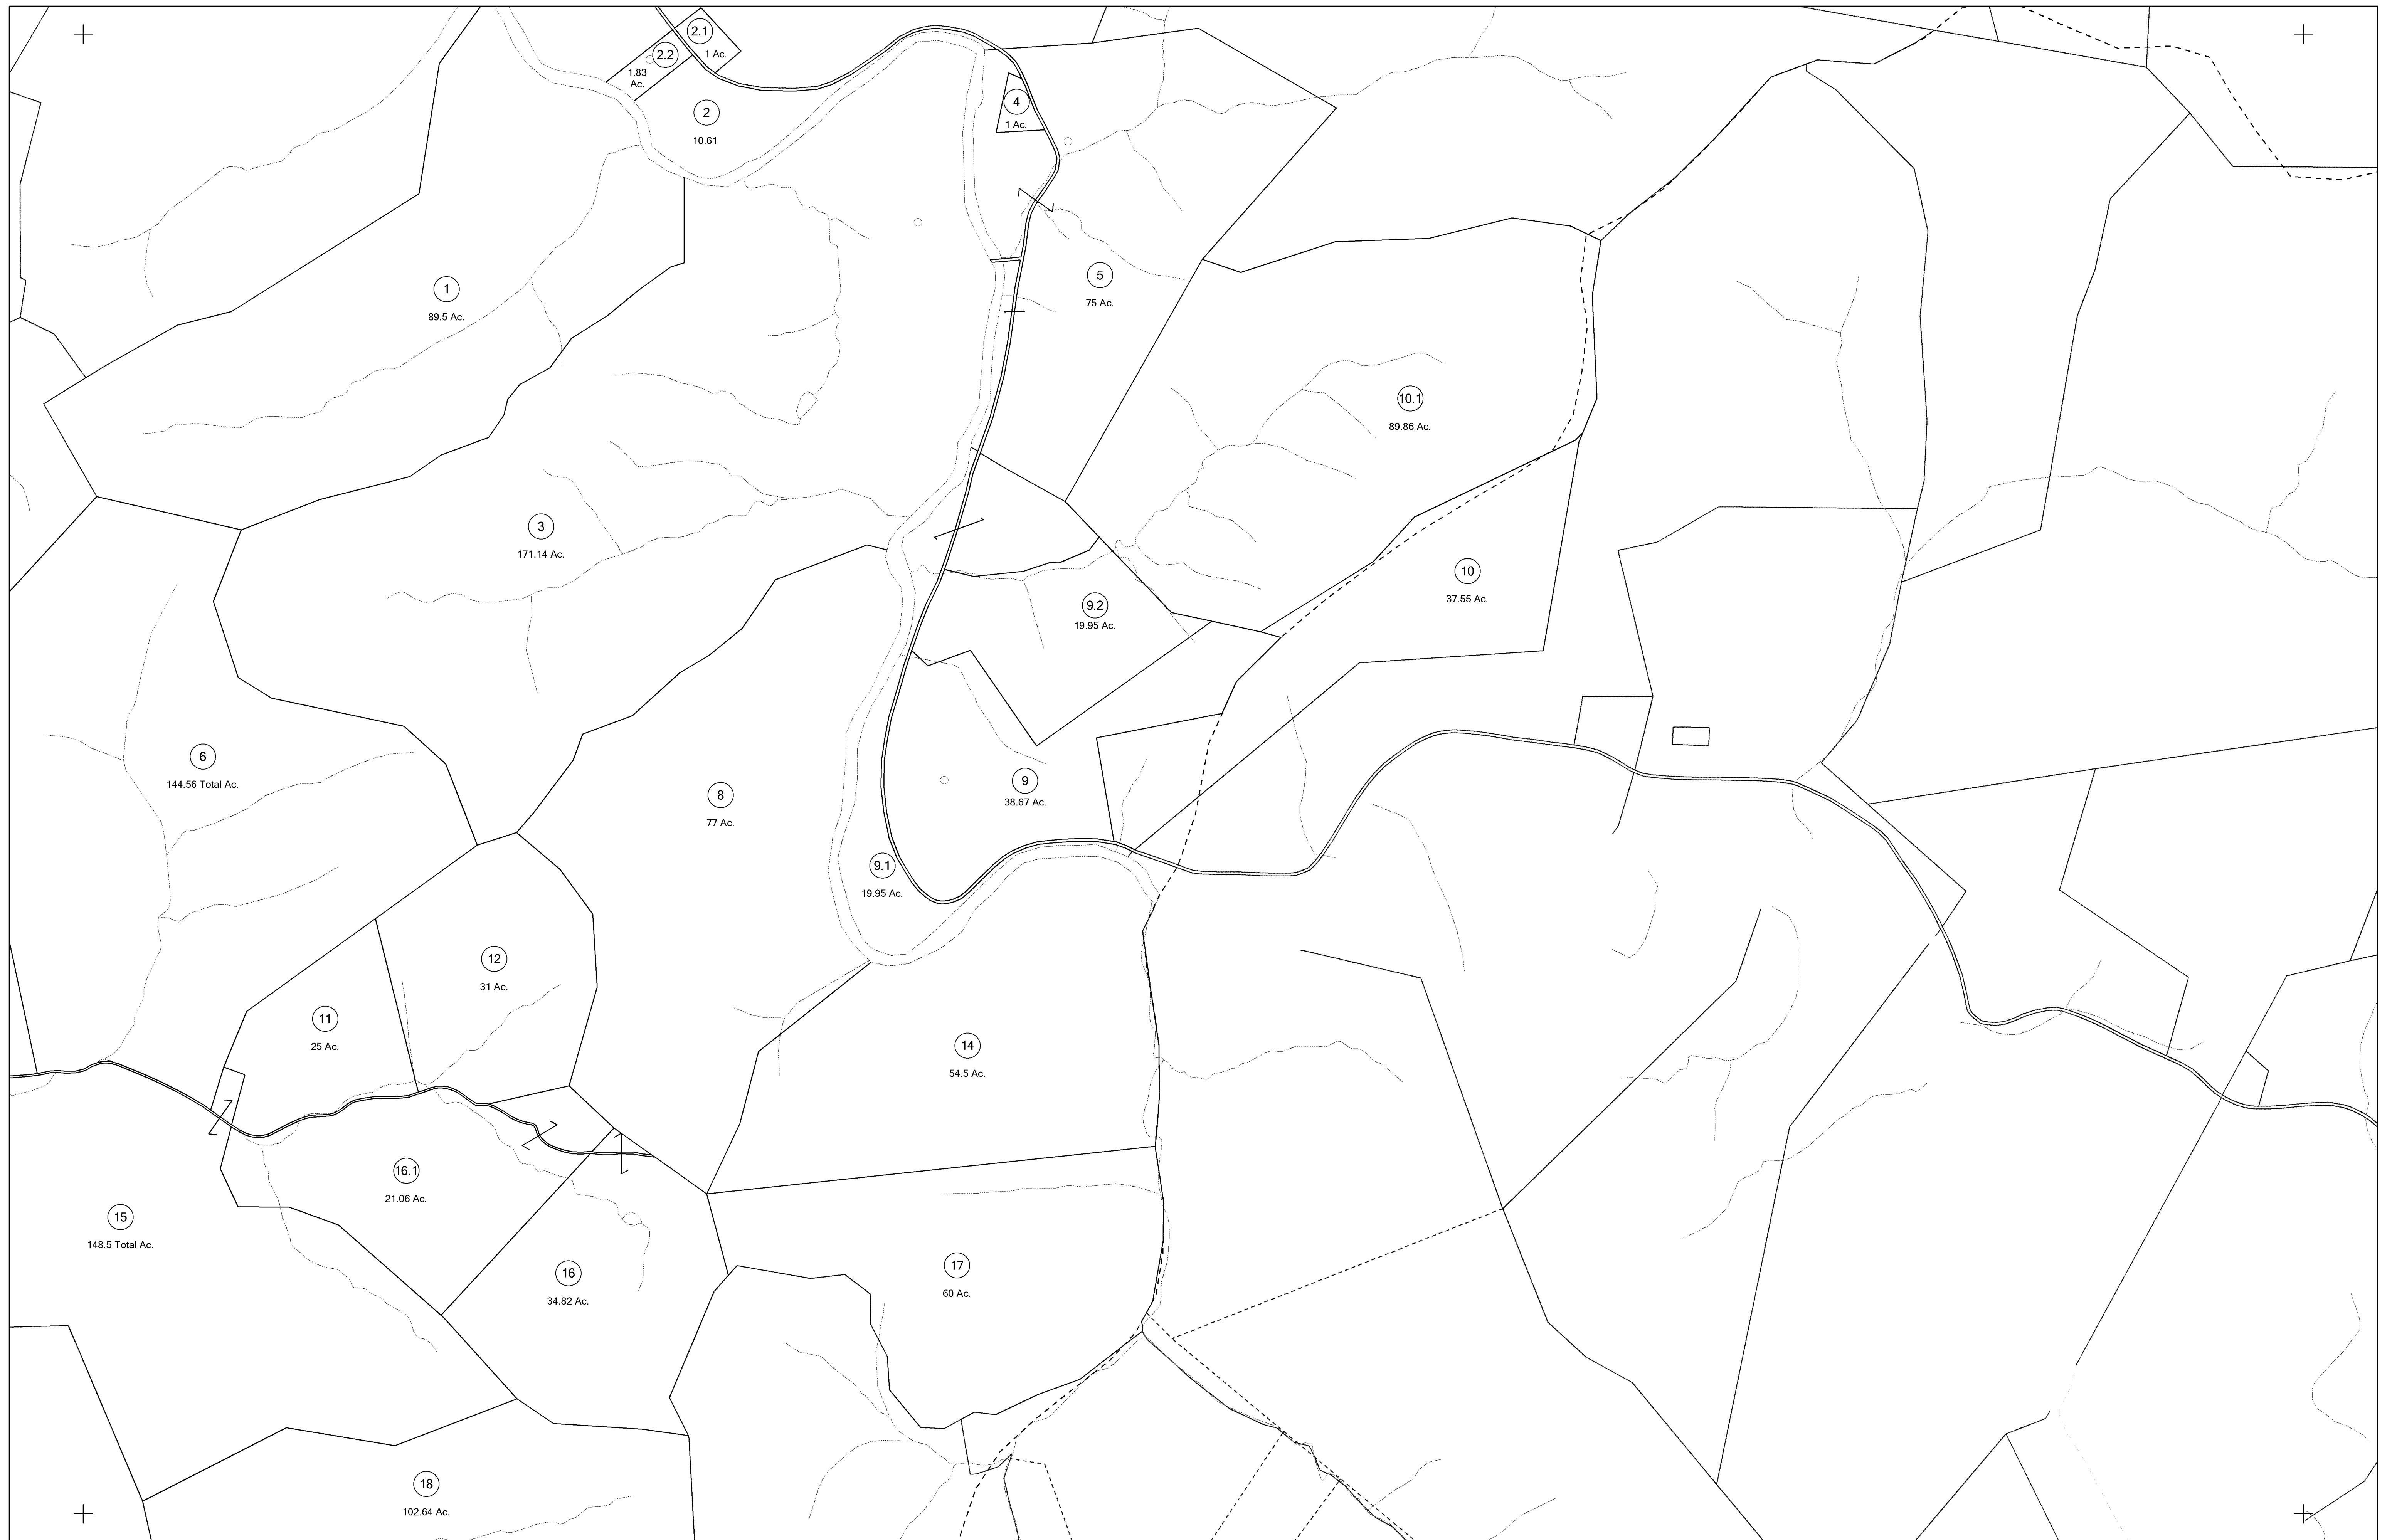 2.1
1 Ac.
2.2
1.83
Ac.
2
10.61
4
1 Ac.
5
75 Ac.
1
89.5 Ac.
10.1
89.86 Ac.
3
171.14 Ac.
10
37.55 Ac.
9.2
19.95 Ac.
6
144.56 Total Ac.
8
77 Ac.
9
38.67 Ac.
9.1
19.95 Ac.
12
31 Ac.
11
25 Ac.
14
54.5 Ac.
16.1
21.06 Ac.
15
148.5 Total Ac.
16
34.82 Ac.
17
60 Ac.
18
102.64 Ac.